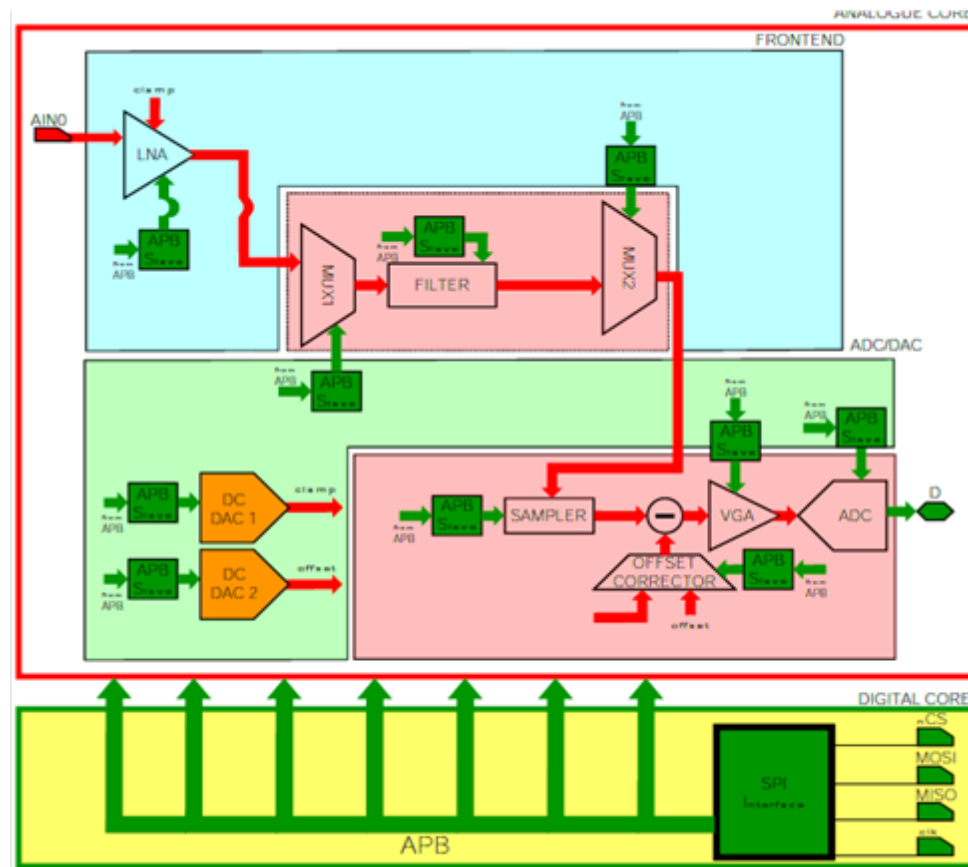 ANALOGUE CORE
FRONTEND
clamp
AIN0
LNA
from
APB
APB
Slave
APB
Slave
from
APB
MUX1
from
APB
APB
Slave
FILTER
MUX2
ADC/DAC
from
APB
APB
Slave
from
APB
APB
Slave
from
APB
APB
Slave
APB
Slave
from
APB
DC
DAC 1
clamp
APB
Slave
from
APB
DC
DAC 2
offset
APB
Slave
from
APB
SAMPLER
VGA
ADC
D
OFFSET
CORRECTOR
APB
Slave
from
APB
offset
DIGITAL CORE
nCS
MOSI
MISO
clk
SPI
Interface
APB